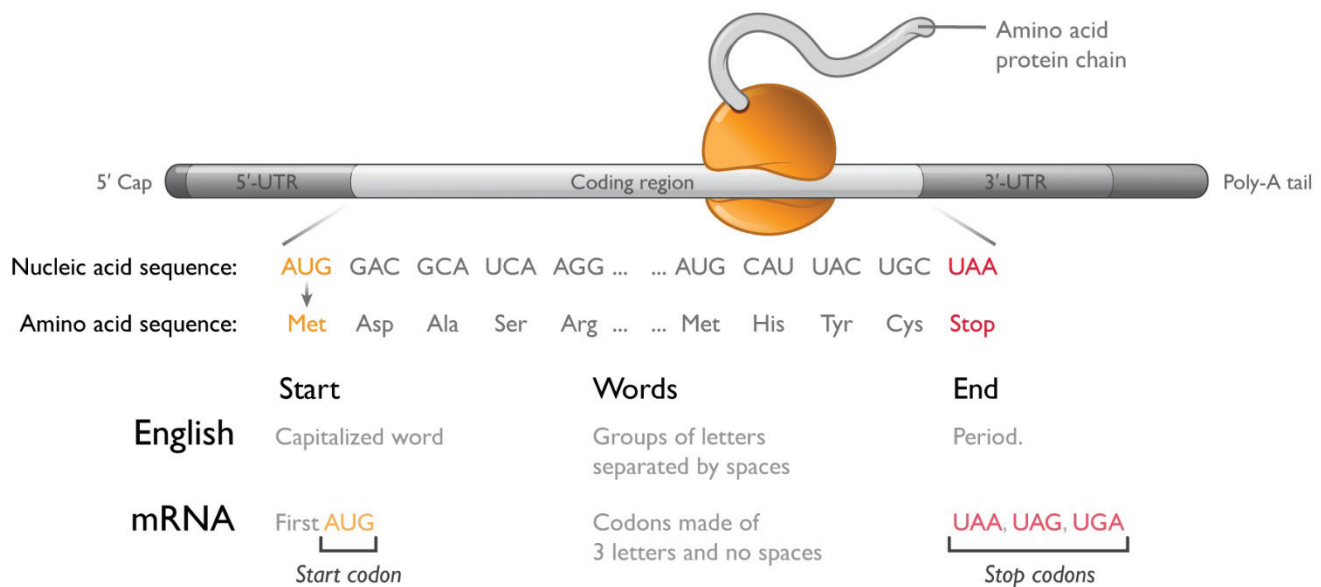 Amino acid
protein chain
5' Cap
5'-UTR
Coding region
3'-UTR
Poly-A tail
Nucleic acid sequence: AUG GAC GCA UCA AGG ... ... AUG CAU UAC UGC UAA
Amino acid sequence: Met Asp Ala Ser Arg ... ... Met His Tyr Cys Stop
Start Words End
English Capitalized word Groups of letters Period.
separated by spaces
mRNA First AUG Codons made of UAA, UAG, UGA
3 letters and no spaces
Start codon Stop codons